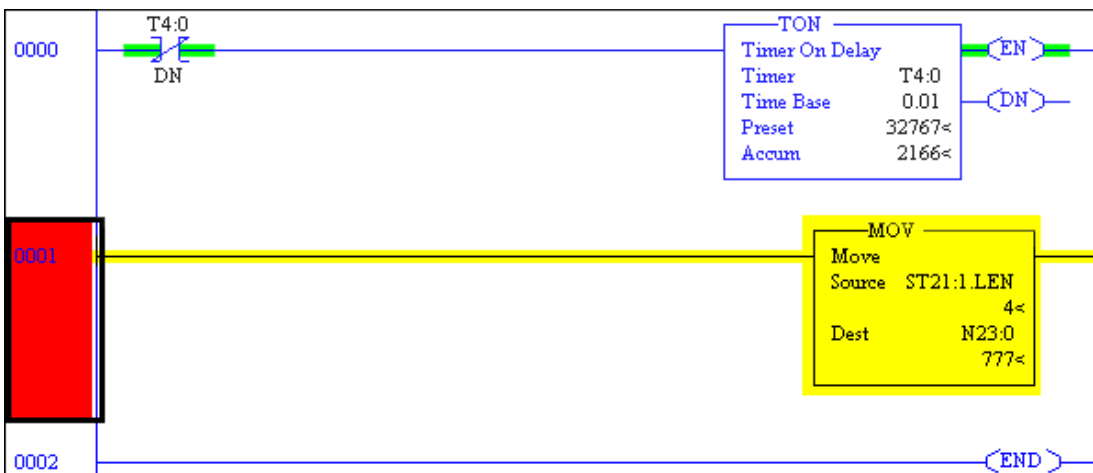 T4:0
TON
0000
EN
Timer On Delay
DN
Timer T4:0
Time Base 0.01
DN
Preset 32767<
Accum 2166<
MOV
0001
Move
Source ST21:1.LEN
4<
Dest N23:0
777<
0002
END